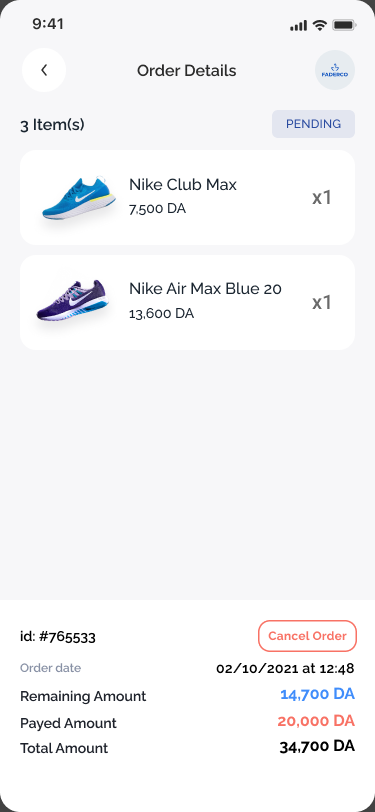 9:41
Order Details
FADERCO
3 Item(s)
PENDING
Nike Club Max
7,500 DA
x1
Nike Air Max Blue 20
13,600 DA
x1
id: #765533
Cancel Order
Order date
02/10/2021 at 12:48
Remaining Amount
14,700 DA
Payed Amount
20,000 DA
Total Amount
34,700 DA